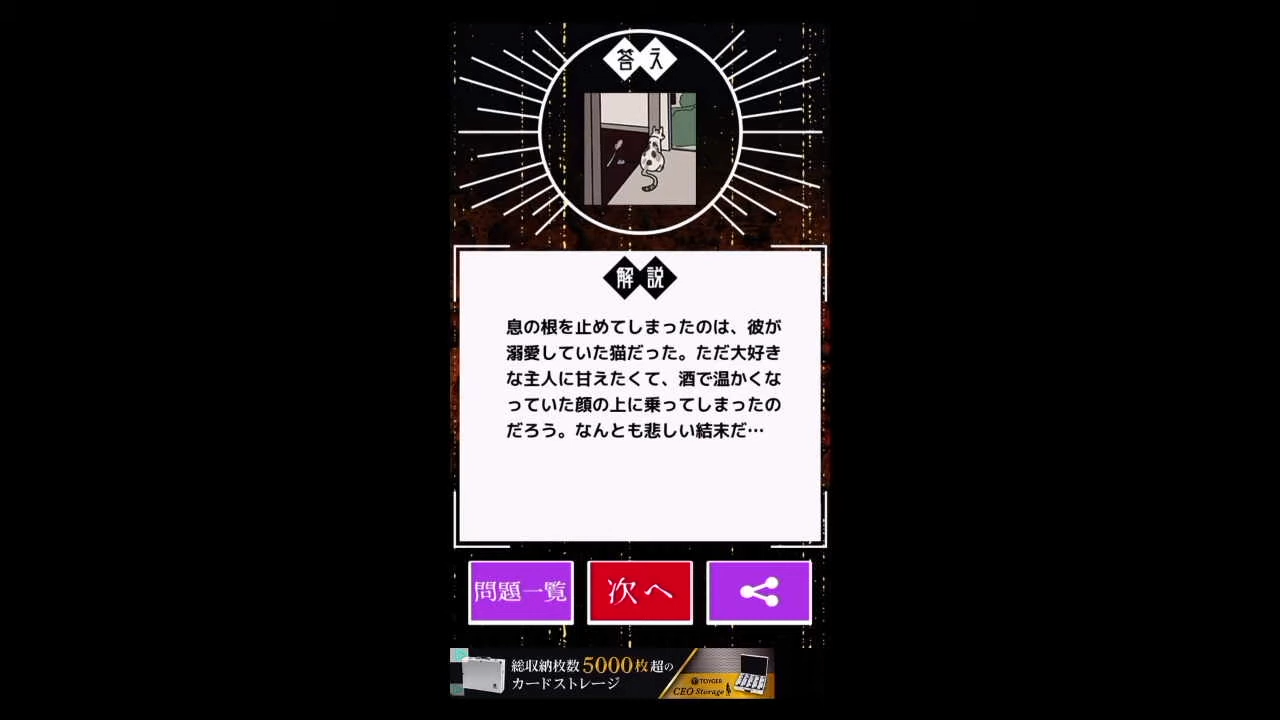 答え
解説
息の根を止めてしまったのは、彼が
溺愛していた猫だった。ただ大好き
な主人に甘えたくて、酒で温かくな
っていた顔の上に乗ってしまったの
だろう。なんとも悲しい結末だ…
問題一覧
次へ
総収納枚数5000枚超の
カードストレージ
TOYGER
CEO Storage